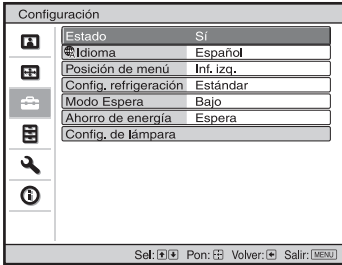 Configuración
Estado Sí
Idioma Español
Posición de menú Inf. izq.
Config. refrigeración Estándar
Modo Espera Bajo
Ahorro de energía Espera
Config. de lámpara
Sel: Pon: Volver: Salir: MENU